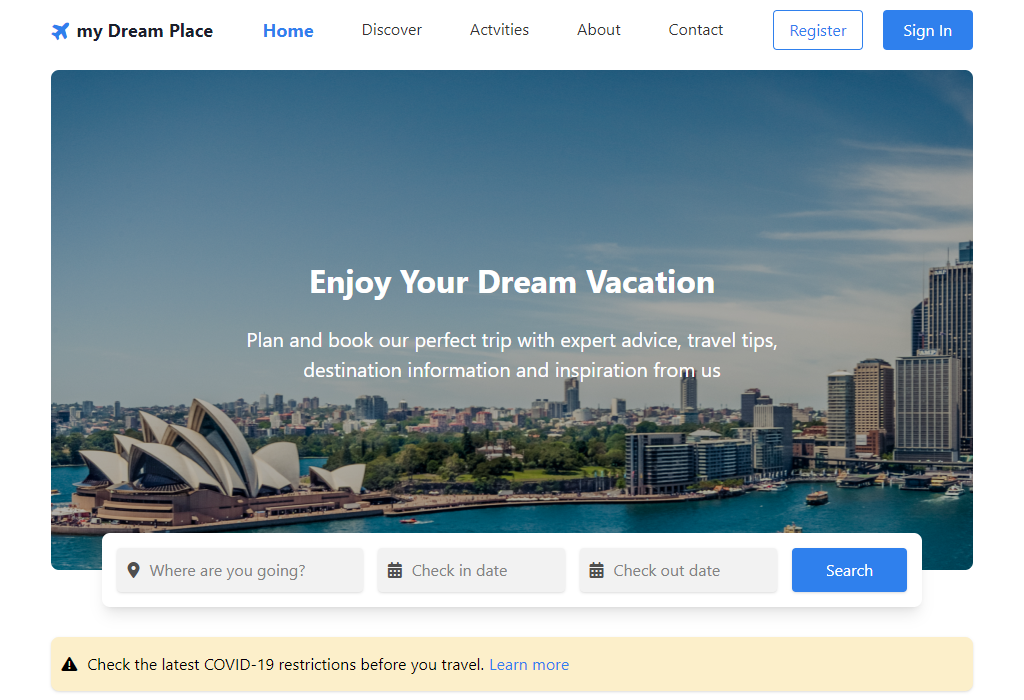 my Dream Place
Home
Discover
Actvities
About
Contact
Register
Sign In
Enjoy Your Dream Vacation
Plan and book our perfect trip with expert advice, travel tips,
destination information and inspiration from us
Where are you going?
Check in date
Check out date
Search
Check the latest COVID-19 restrictions before you travel. Learn more